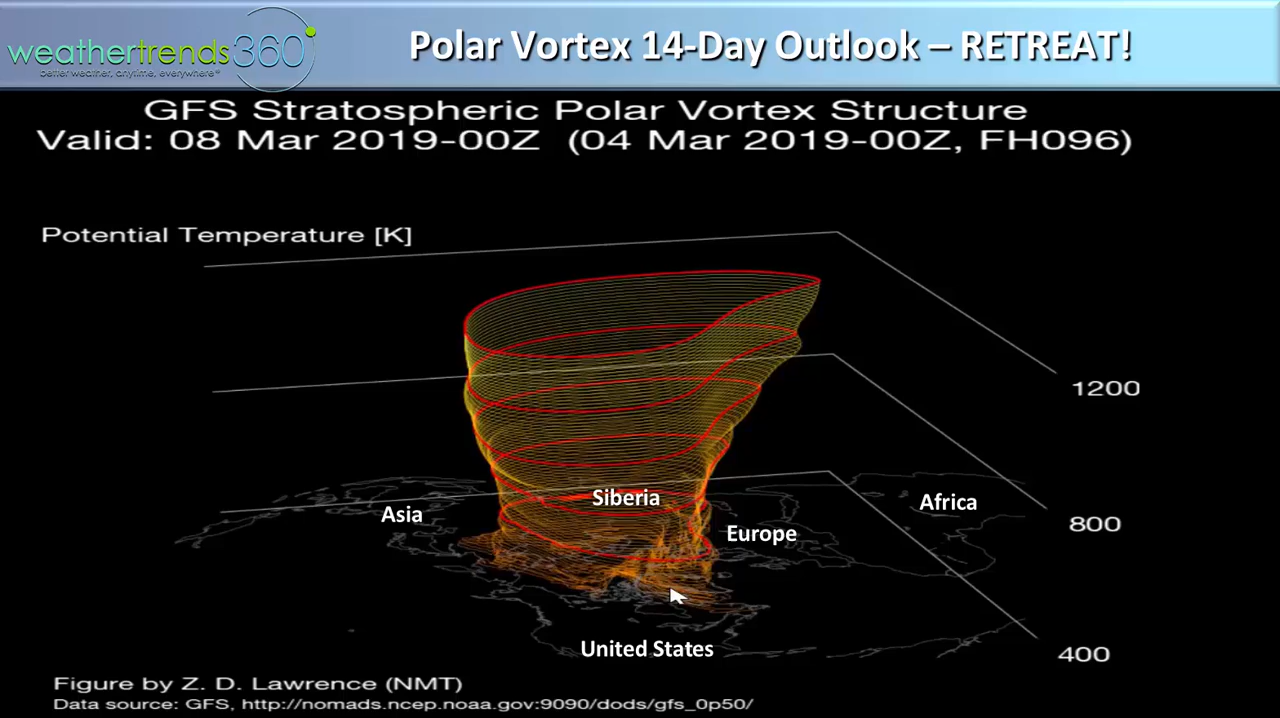 weathertrends360°
better weather, anytime, everywhere®
Polar Vortex 14-Day Outlook – RETREAT!
GFS Stratospheric Polar Vortex Structure
Valid: 08 Mar 2019-00Z (04 Mar 2019-00Z, FH096)
Potential Temperature [K]
1200
Siberia
Africa
Asia
800
Europe
United States
400
Figure by Z. D. Lawrence (NMT)
Data source: GFS, http://nomads.ncep.noaa.gov:9090/dods/gfs_0p50/